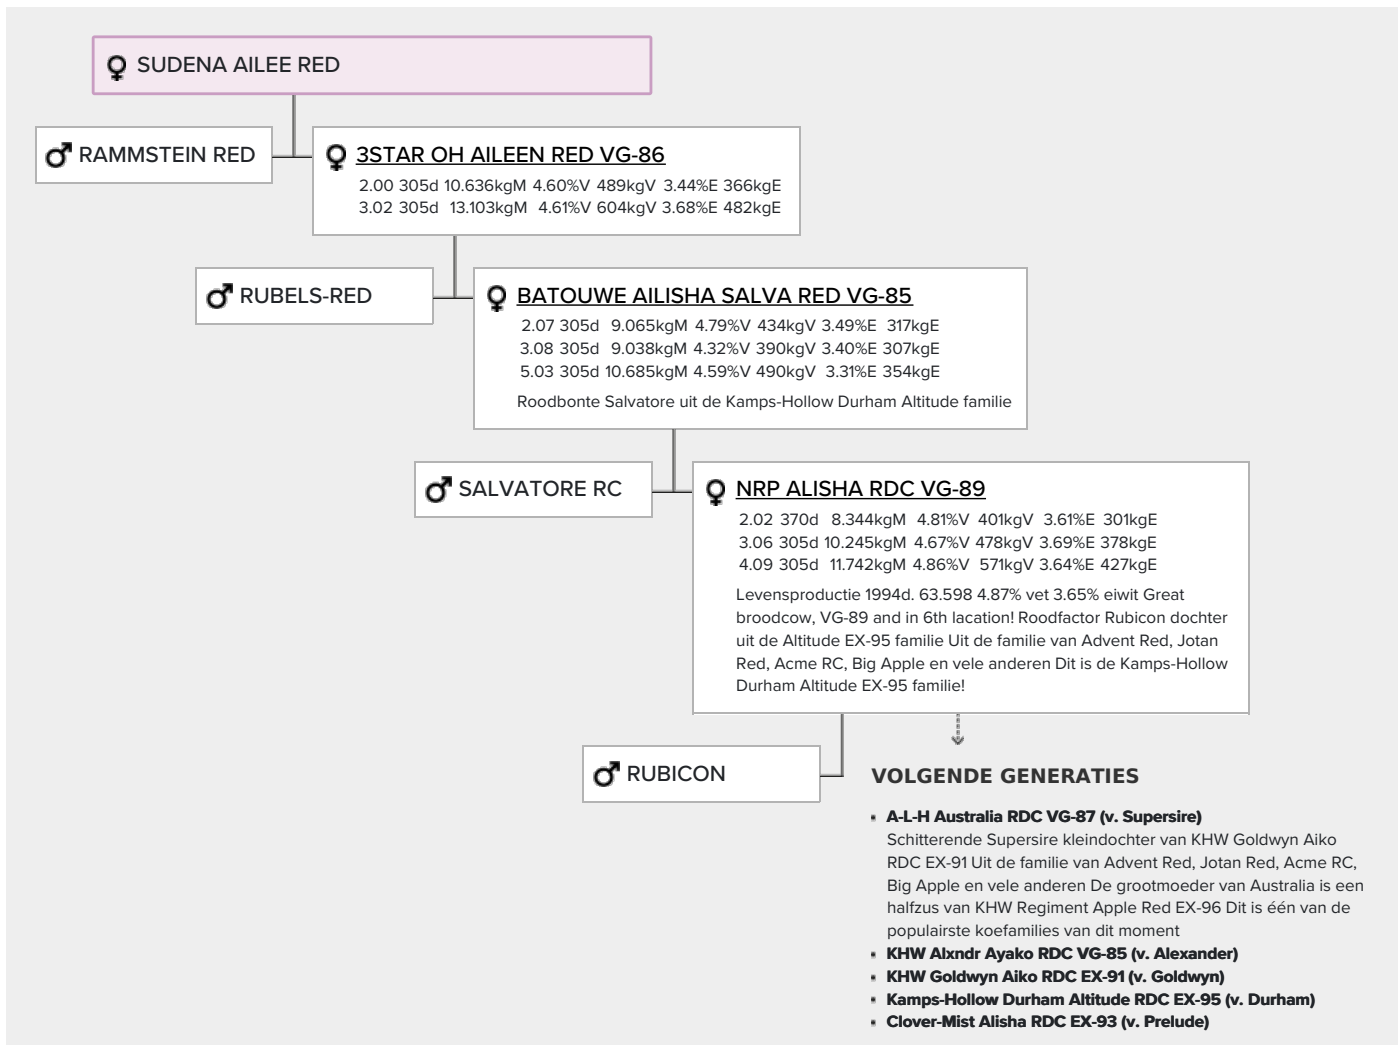 SUDENA AILEE RED
RAMMSTEIN RED
3STAR OH AILEEN RED VG-86
2.00 305d 10.636kgM 4.60%V 489kgV 3.44%E 366kgE
3.02 305d 13.103kgM 4.61%V 604kgV 3.68%E 482kgE
RUBELS-RED
BATOUWE AILISHA SALVA RED VG-85
2.07 305d 9.065kgM 4.79%V 434kgV 3.49%E 317kgE
3.08 305d 9.038kgM 4.32%V 390kgV 3.40%E 307kgE
5.03 305d 10.685kgM 4.59%V 490kgV 3.31%E 354kgE
Roodbonte Salvatore uit de Kamps-Hollow Durham Altitude familie
SALVATORE RC
NRP ALISHA RDC VG-89
2.02 370d 8.344kgM 4.81%V 401kgV 3.61%E 301kgE
3.06 305d 10.245kgM 4.67%V 478kgV 3.69%E 378kgE
4.09 305d 11.742kgM 4.86%V 571kgV 3.64%E 427kgE
Levensproductie 1994d. 63.598 4.87% vet 3.65% eiwit Great
broodcow, VG-89 and in 6th lacation! Roodfactor Rubicon dochter
uit de Altitude EX-95 familie Uit de familie van Advent Red, Jotan
Red, Acme RC, Big Apple en vele anderen Dit is de Kamps-Hollow
Durham Altitude EX-95 familie!
RUBICON
VOLGENDE GENERATIES
A-L-H Australia RDC VG-87 (v. Supersire)
Schitterende Supersire kleindochter van KHW Goldwyn Aiko
RDC EX-91 Uit de familie van Advent Red, Jotan Red, Acme RC,
Big Apple en vele anderen De grootmoeder van Australia is een
halfzus van KHW Regiment Apple Red EX-96 Dit is één van de
populairste koefamilies van dit moment
KHW Alxndr Ayako RDC VG-85 (v. Alexander)
KHW Goldwyn Aiko RDC EX-91 (v. Goldwyn)
Kamps-Hollow Durham Altitude RDC EX-95 (v. Durham)
Clover-Mist Alisha RDC EX-93 (v. Prelude)